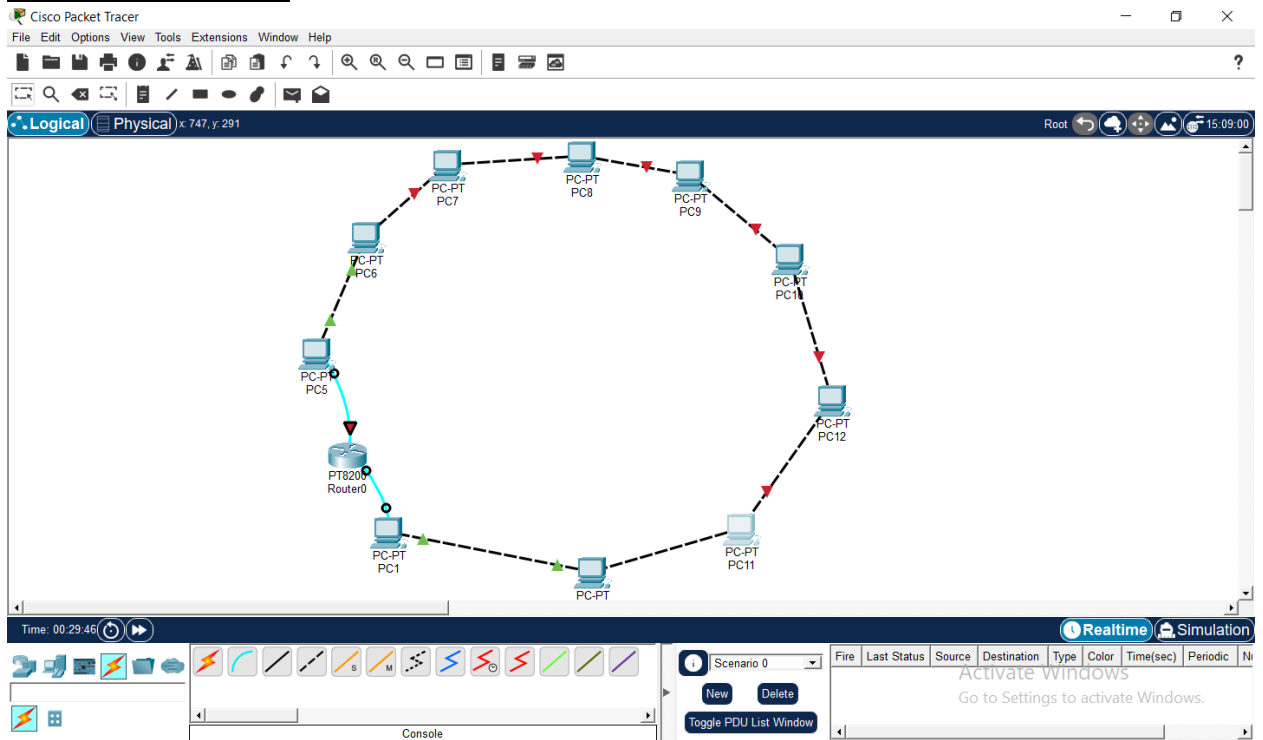 Cisco Packet Tracer
File Edit Options View Tools Extensions Window Help
?
Logical Physical x: 747, y: 291 Root 15:09:00
PC-PT
PC7
PC-PT
PC8
PC-PT
PC9
PC-PT
PC6
PC-PT
PC10
PC-PT
PC5
PC-PT
PC12
PT8200
Router0
PC-PT
PC1
PC-PT
PC11
PC-PT
Time: 00:29:46 Realtime Simulation
S M
Scenario 0
New Delete
Toggle PDU List Window
Fire Last Status Source Destination Type Color Time(sec) Periodic
Activate Windows
Go to Settings to activate Windows.
Console